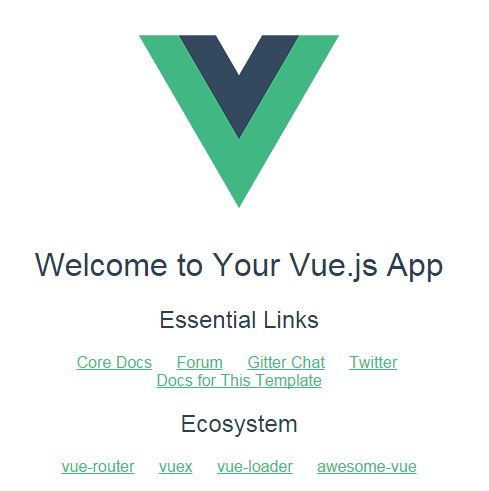 Welcome to Your Vue.js App
Essential Links
Core Docs Forum Gitter Chat Twitter
Docs for This Template
Ecosystem
vue-router vuex vue-loader awesome-vue